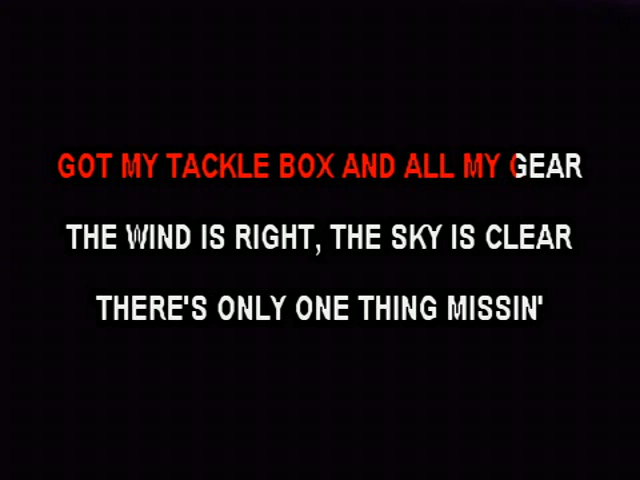 GOT MY TACKLE BOX AND ALL MY GEAR
THE WIND IS RIGHT, THE SKY IS CLEAR
THERE'S ONLY ONE THING MISSIN'